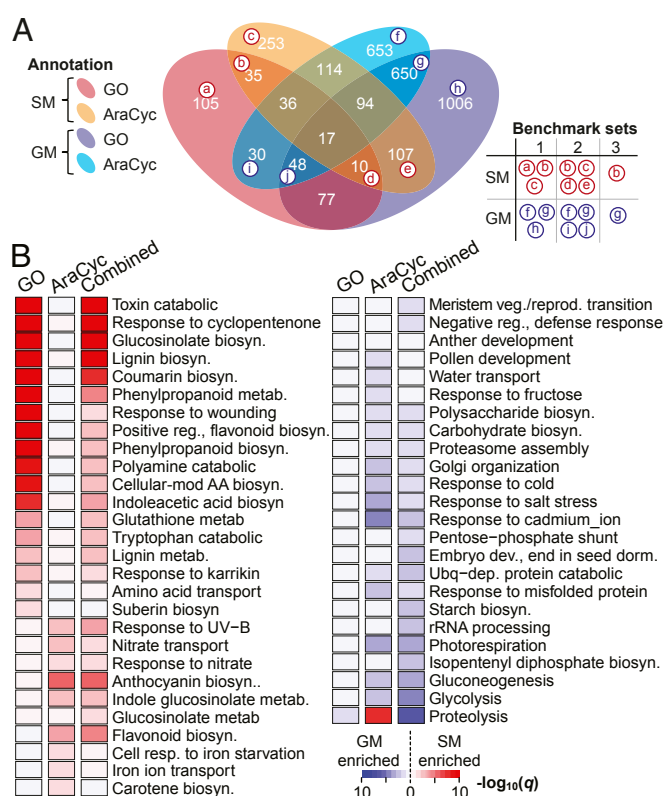 A
Annotation
SM
GO
AraCyc
GM
GO
AraCyc
c
253
f
653
b
35
114
g
650
a
105
36
94
h
1006
17
30
i
48
j
10
d
107
e
77
Benchmark sets
1 2 3
SM a b c b c d e b
GM f g h f g i j g
B
GO AraCyc Combined
Toxin catabolic
Response to cyclopentenone
Glucosinolate biosyn.
Lignin biosyn.
Coumarin biosyn.
Phenylpropanoid metab.
Response to wounding
Positive reg., flavonoid biosyn.
Phenylpropanoid biosyn.
Polyamine catabolic
Cellular-mod AA biosyn.
Indoleacetic acid biosyn
Glutathione metab
Tryptophan catabolic
Lignin metab.
Response to karrikin
Amino acid transport
Suberin biosyn
Response to UV−B
Nitrate transport
Response to nitrate
Anthocyanin biosyn..
Indole glucosinolate metab.
Glucosinolate metab
Flavonoid biosyn.
Cell resp. to iron starvation
Iron ion transport
Carotene biosyn.
GO AraCyc Combined
Meristem veg./reprod. transition
Negative reg., defense response
Anther development
Pollen development
Water transport
Response to fructose
Polysaccharide biosyn.
Carbohydrate biosyn.
Proteasome assembly
Golgi organization
Response to cold
Response to salt stress
Response to cadmium_ion
Pentose−phosphate shunt
Embryo dev., end in seed dorm.
Ubq-dep. protein catabolic
Response to misfolded protein
Starch biosyn.
rRNA processing
Photorespiration
Isopentenyl diphosphate biosyn.
Gluconeogenesis
Glycolysis
Proteolysis
GM enriched
SM enriched
10 0 10
-log10(q)